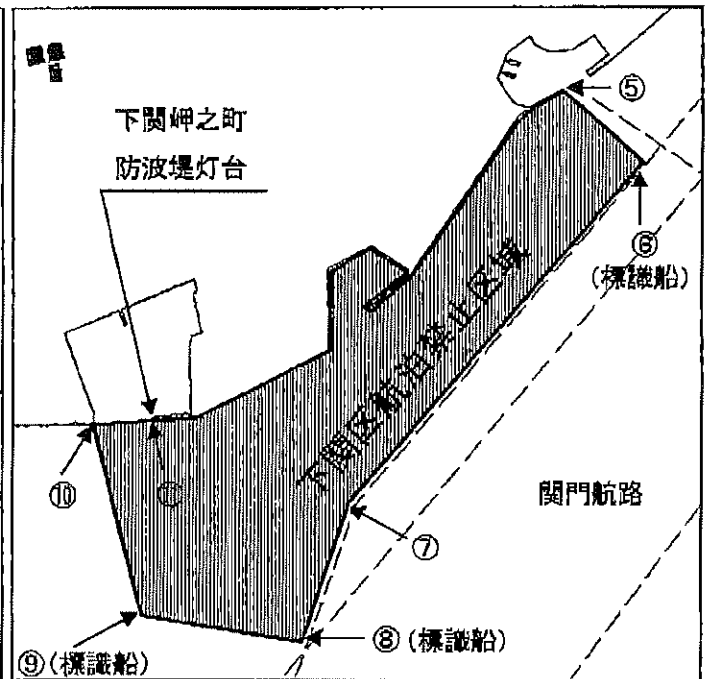 ⑤
下関岬之町
防波堤灯台
⑥
(標識船)
下関区航泊禁止区域
関門航路
⑩
⑪
⑦
⑧(標識船)
⑨(標識船)